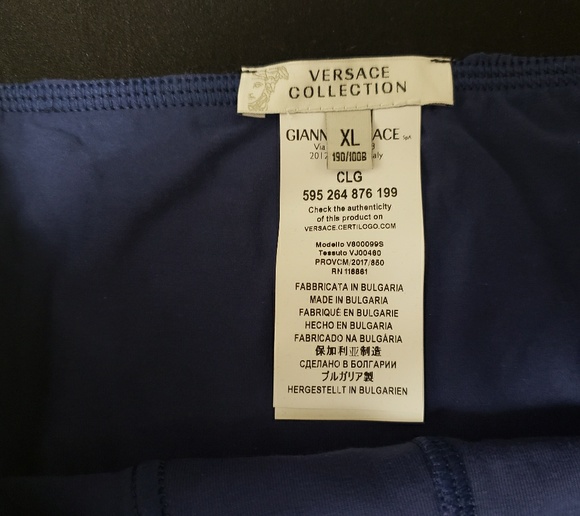 VERSACE
COLLECTION
XL
190/100B
CLG
595 264 876 199
Check the authenticity
of this product on
VERSACE.CERTILOGO.COM
Modello V800099S
Tessuto VJ00460
PROVCM/2017/850
RN 116861
FABBRICATA IN BULGARIA
MADE IN BULGARIA
FABRIQUÉ EN BULGARIE
HECHO EN BULGARIA
FABRICADO NA BULGÁRIA
保加利亚制造
СДЕЛАНО В БОЛГАРИИ
ブルガリア製
HERGESTELLT IN BULGARIEN